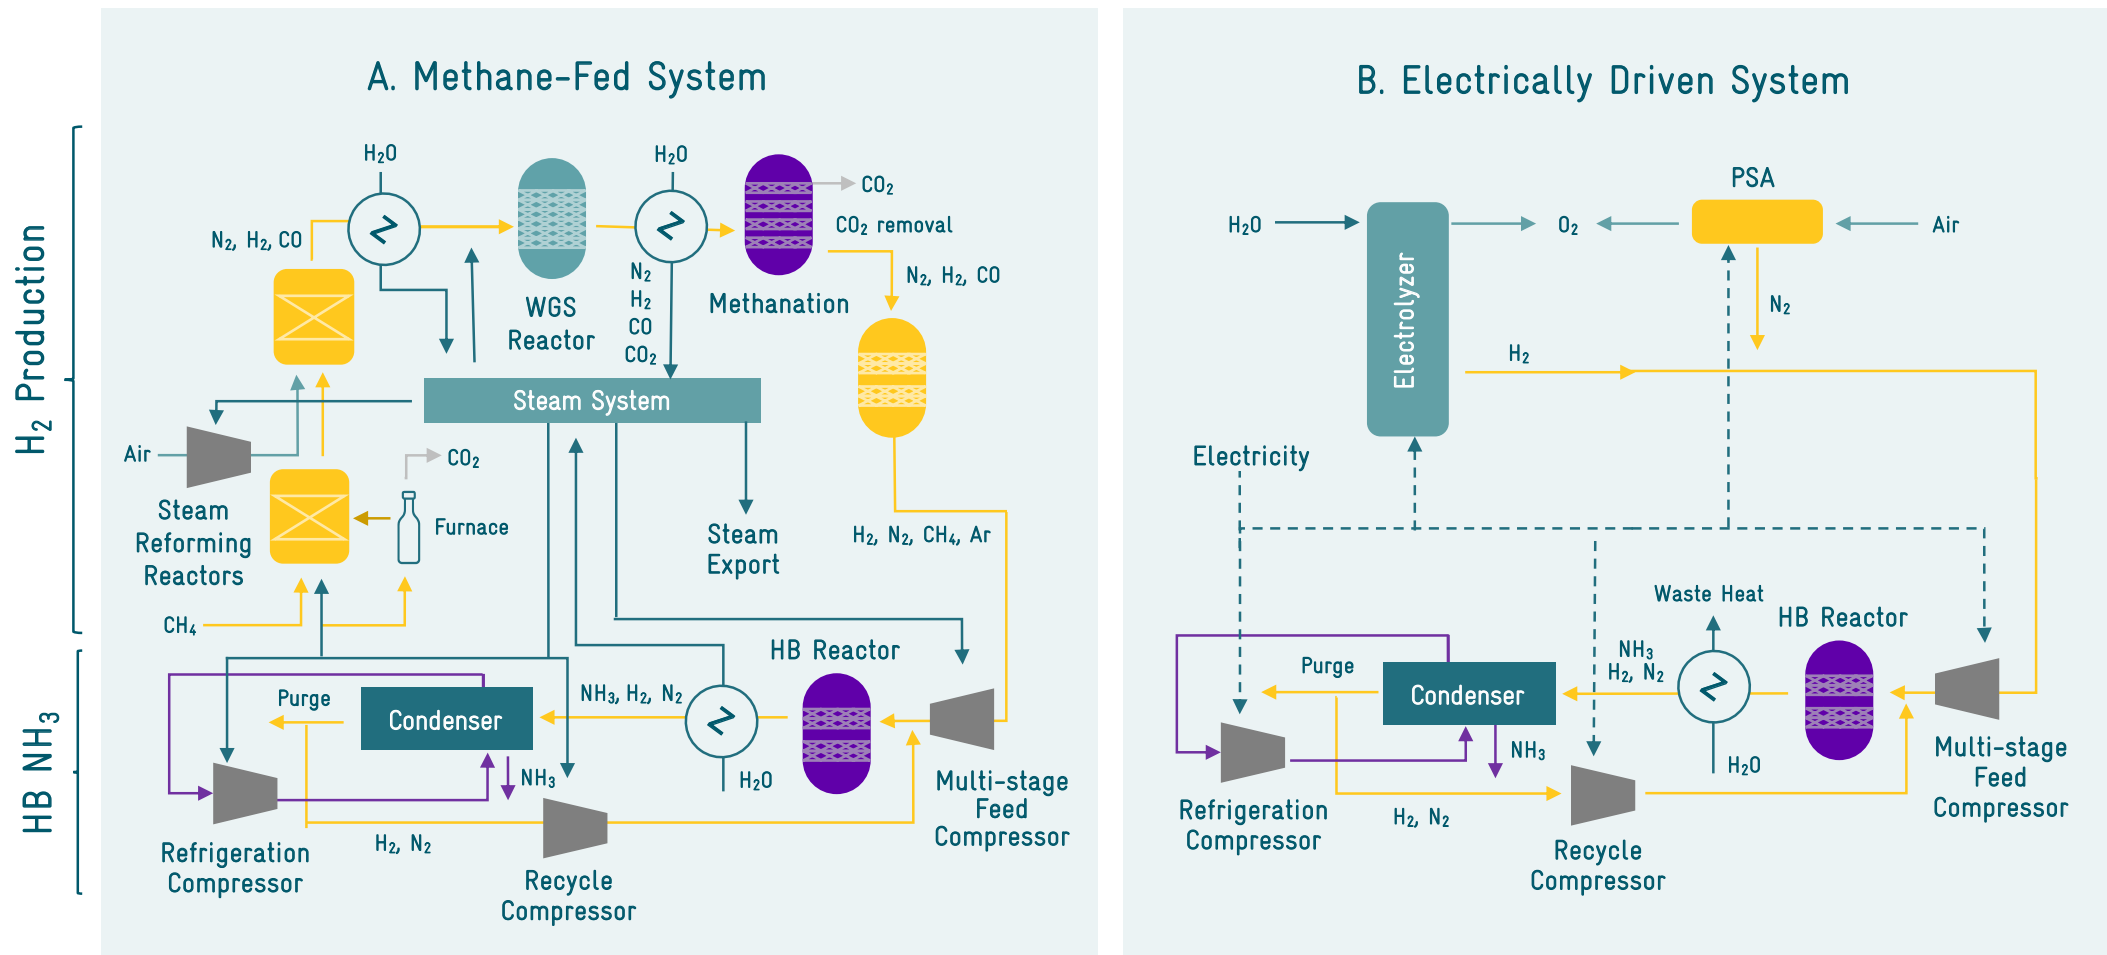 A. Methane-Fed System
H₂ Production
HB NH₃
H₂O
H₂O
CO₂
N₂, H₂, CO
CO₂ removal
N₂
H₂
CO
CO₂
N₂, H₂, CO
WGS
Reactor
Methanation
Steam System
Air
CO₂
Steam
Reforming
Reactors
Furnace
Steam
Export
H₂, N₂, CH₄, Ar
CH₄
HB Reactor
Purge
Condenser
NH₃, H₂, N₂
NH₃
H₂O
Multi-stage
Feed
Compressor
H₂, N₂
Refrigeration
Compressor
Recycle
Compressor
B. Electrically Driven System
PSA
H₂O
O₂
Air
Electrolyzer
N₂
H₂
Electricity
Waste Heat
HB Reactor
Purge
NH₃
H₂, N₂
Condenser
NH₃
H₂O
Multi-stage
Feed
Compressor
Refrigeration
Compressor
H₂, N₂
Recycle
Compressor